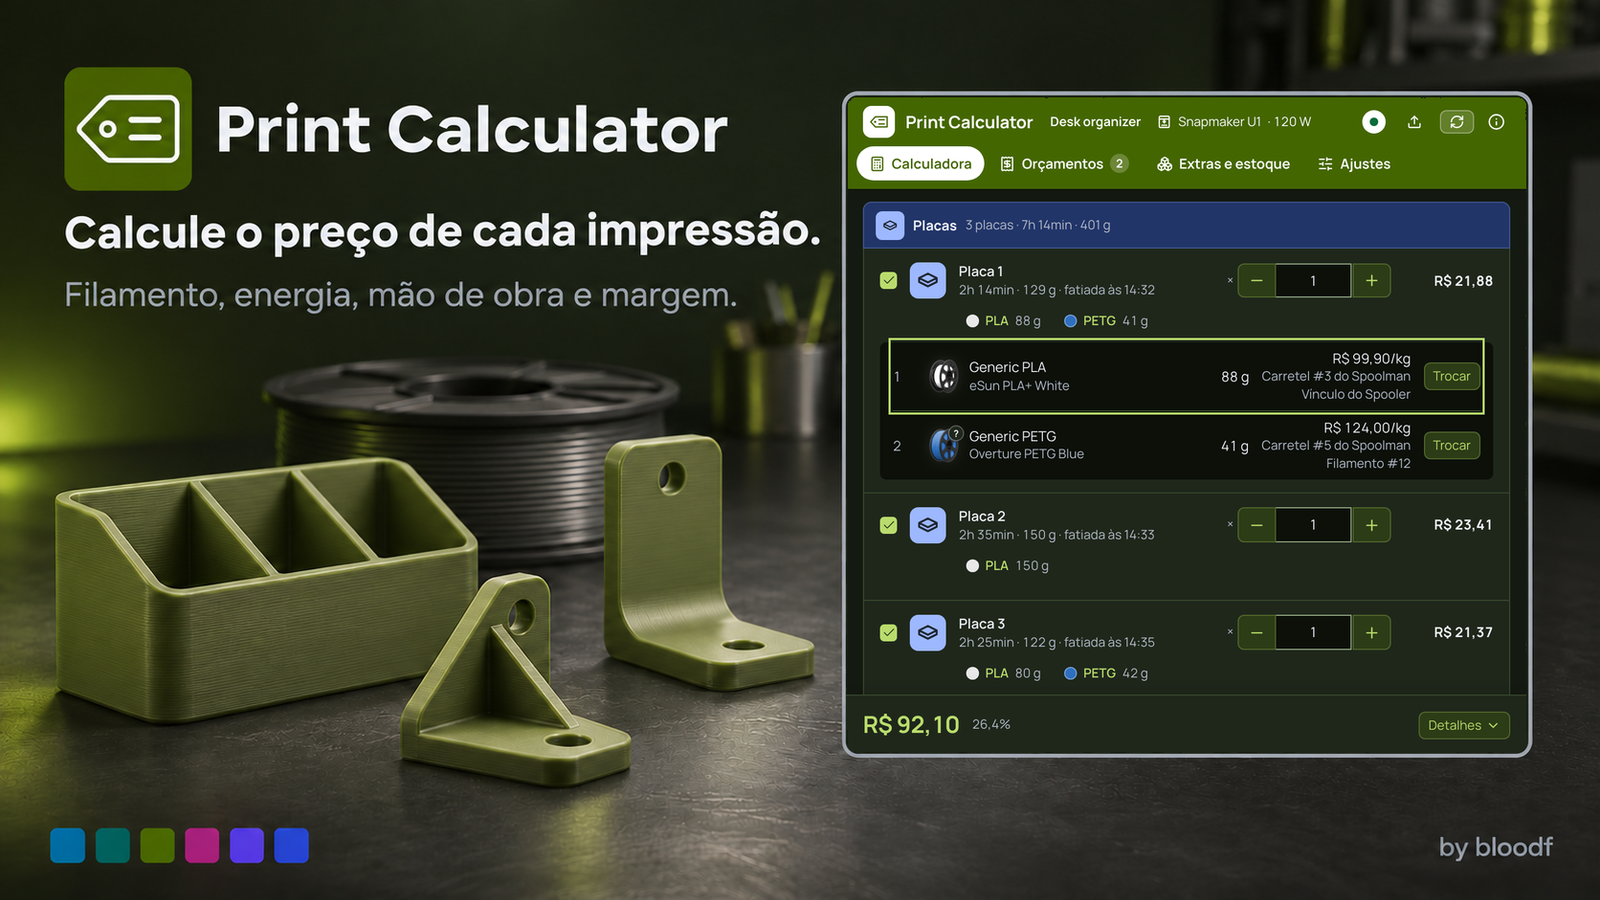 Print Calculator
Calcule o preço de cada impressão.
Filamento, energia, mão de obra e margem.
Print Calculator Desk organizer Snapmaker U1 · 120 W
Calculadora Orçamentos 2 Extras e estoque Ajustes
Placas 3 placas · 7h 14min · 401 g
Placa 1
2h 14min · 129 g · fatiada às 14:32
× − 1 + R$ 21,88
PLA 88 g PETG 41 g
1 Generic PLA
eSun PLA+ White
88 g
R$ 99,90/kg
Carretel #3 do Spoolman
Vínculo do Spooler
Trocar
2 Generic PETG
Overture PETG Blue
?
41 g
R$ 124,00/kg
Carretel #5 do Spoolman
Filamento #12
Trocar
Placa 2
2h 35min · 150 g · fatiada às 14:33
× − 1 + R$ 23,41
PLA 150 g
Placa 3
2h 25min · 122 g · fatiada às 14:35
× − 1 + R$ 21,37
PLA 80 g PETG 42 g
R$ 92,10 26,4% Detalhes
by bloodf